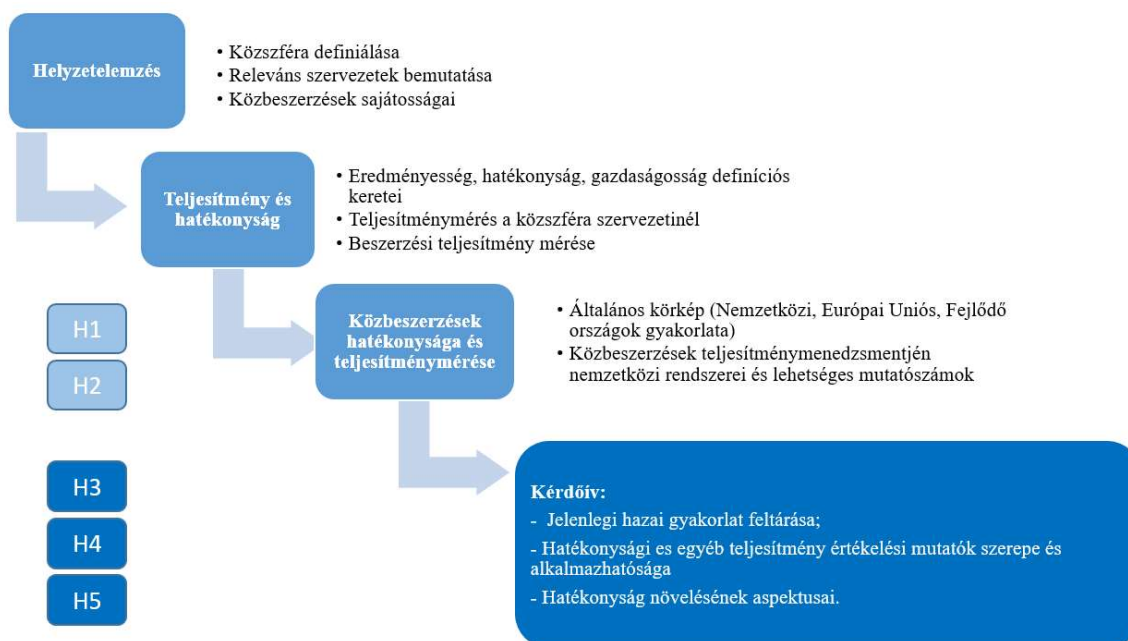 Helyzetelemzés
• Közszféra definiálása
• Releváns szervezetek bemutatása
• Közbeszerzések sajátosságai
Teljesítmény és
hatékonyság
• Eredményesség, hatékonyság, gazdaságosság definíciós
keretei
• Teljesítménymérés a közszféra szervezetinél
• Beszerzési teljesítmény mérése
H1
H2
Közbeszerzések
hatékonysága és
teljesítménymérése
• Általános körkép (Nemzetközi, Európai Uniós, Fejlődő
országok gyakorlata)
• Közbeszerzések teljesítménymenedzsmentjén
nemzetközi rendszerei és lehetséges mutatószámok
H3
H4
H5
Kérdőív:
- Jelenlegi hazai gyakorlat feltárása;
- Hatékonysági es egyéb teljesítmény értékelési mutatók szerepe és
alkalmazhatósága
- Hatékonyság növelésének aspektusai.